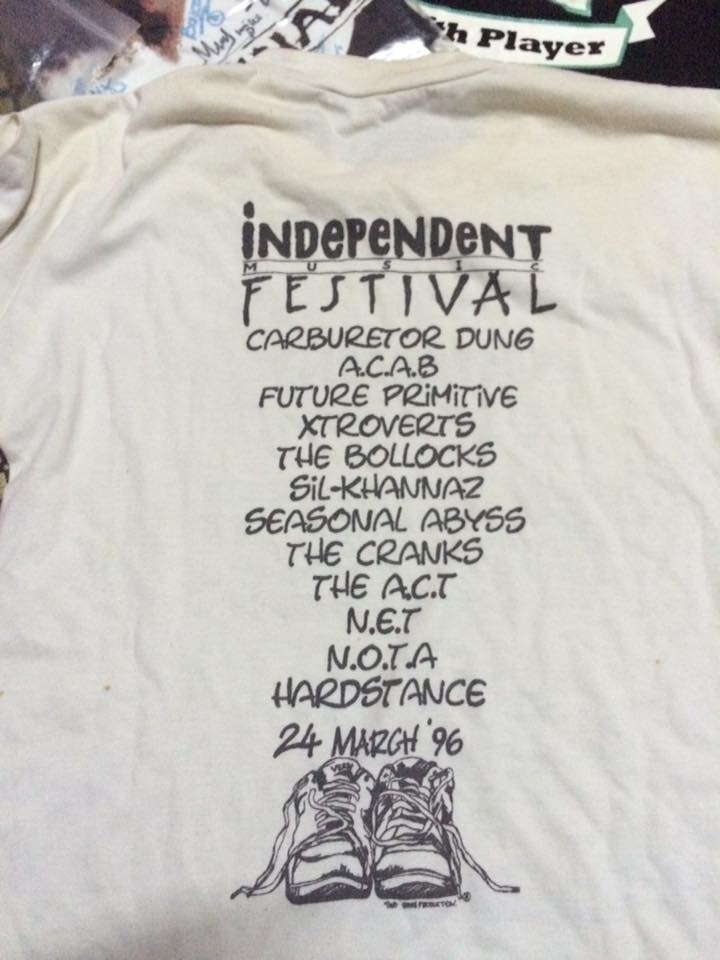 h Player
iNDePeNDeNT
MUSIC
FESTIVAL
CARBURETOR DUNG
A.C.A.B
FUTURE PRiMiTiVE
XTROVERTS
THE BOLLOCKS
SiL-KHANNAZ
SEASONAL ABYSS
THE CRANKS
THE A.C.T
N.E.T
N.O.T.A
HARDSTANCE
24 MARCH '96